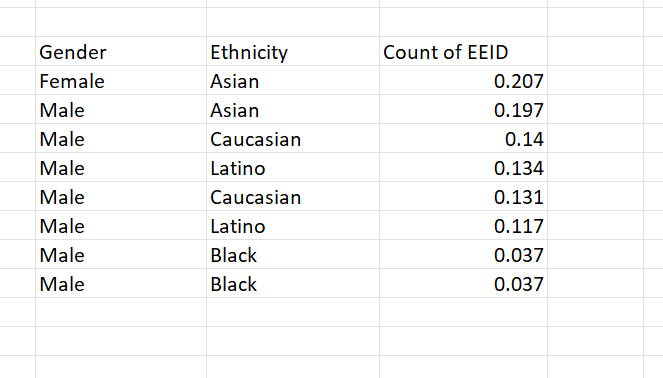 Gender Ethnicity Count of EEID
Female Asian 0.207
Male Asian 0.197
Male Caucasian 0.14
Male Latino 0.134
Male Caucasian 0.131
Male Latino 0.117
Male Black 0.037
Male Black 0.037